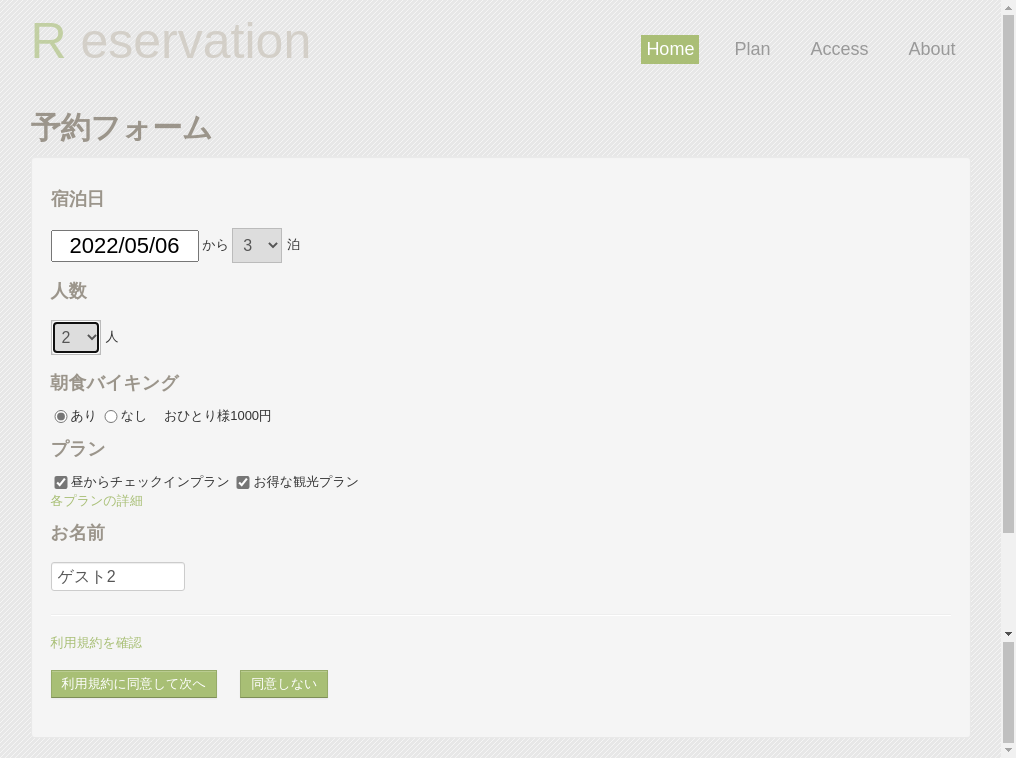 R eservation
Home Plan Access About
予約フォーム
宿泊日
2022/05/06 から 3 泊
人数
2 人
朝食バイキング
あり なし おひとり様1000円
プラン
昼からチェックインプラン お得な観光プラン
各プランの詳細
お名前
ゲスト2
利用規約を確認
利用規約に同意して次へ 同意しない